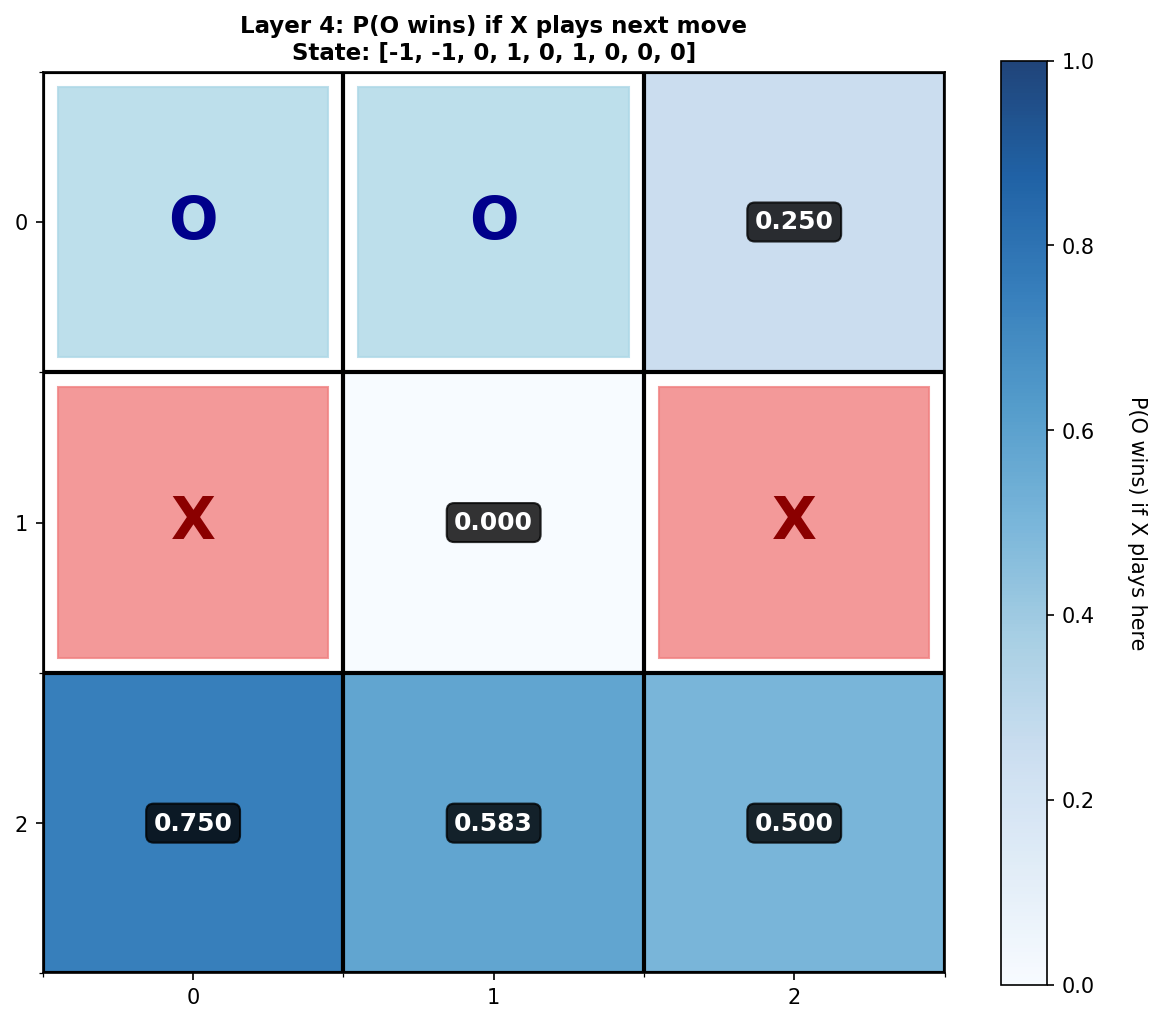 Layer 4: P(O wins) if X plays next move
State: [-1, -1, 0, 1, 0, 1, 0, 0, 0]
0
O
O
0.250
1
X
0.000
X
2
0.750
0.583
0.500
0
1
2
1.0
0.8
0.6
0.4
0.2
0.0
P(O wins) if X plays here